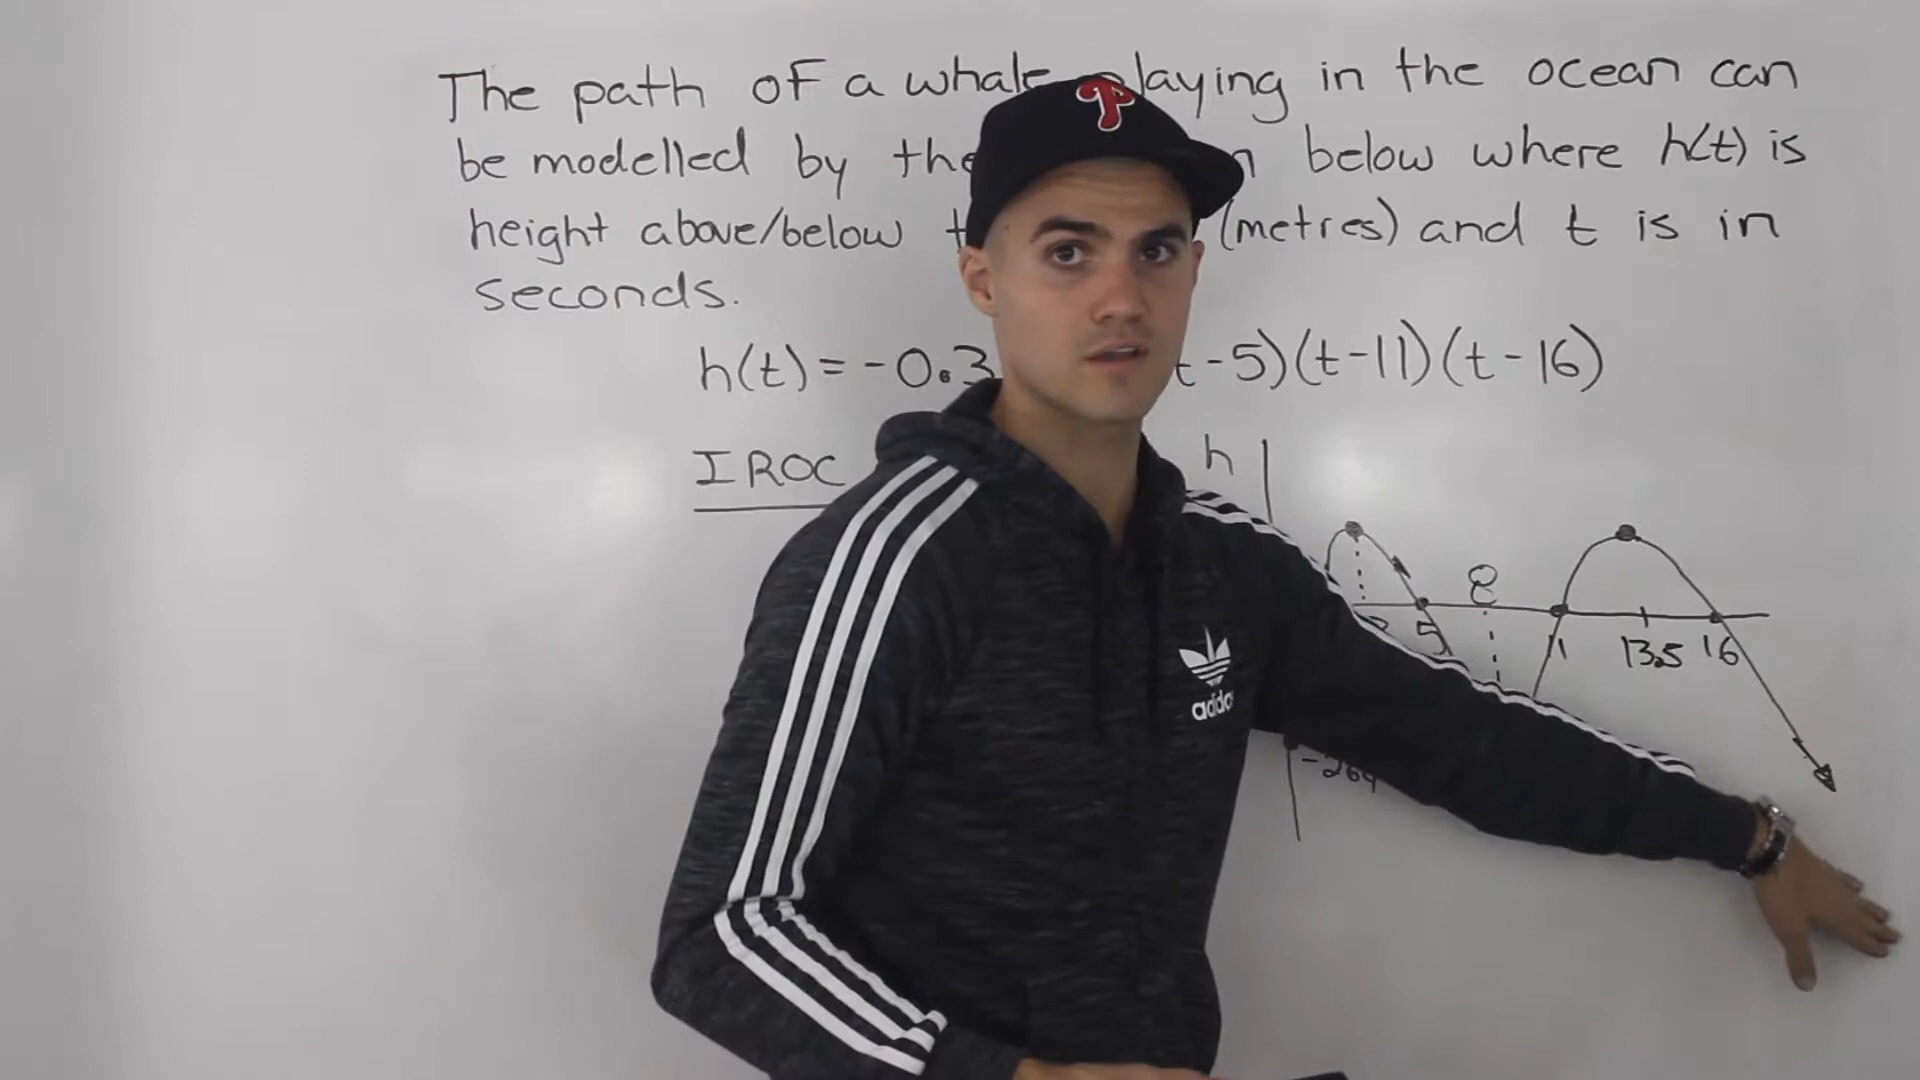 The path of a whale playing in the ocean can
be modelled by the below where h(t) is
height above/below (metres) and t is in
seconds.
h(t) = -0.3 t-5)(t-11)(t-16)
IROC
h
8
5
11
13.5
16
-264
P
adidas